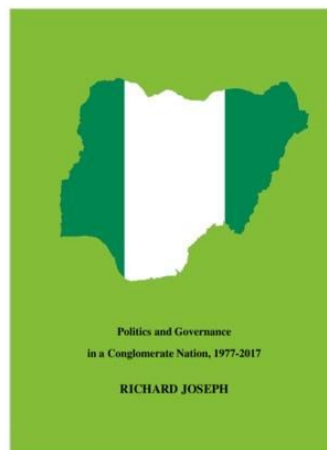 Politics and Governance
in a Conglomerate Nation, 1977-2017
RICHARD JOSEPH